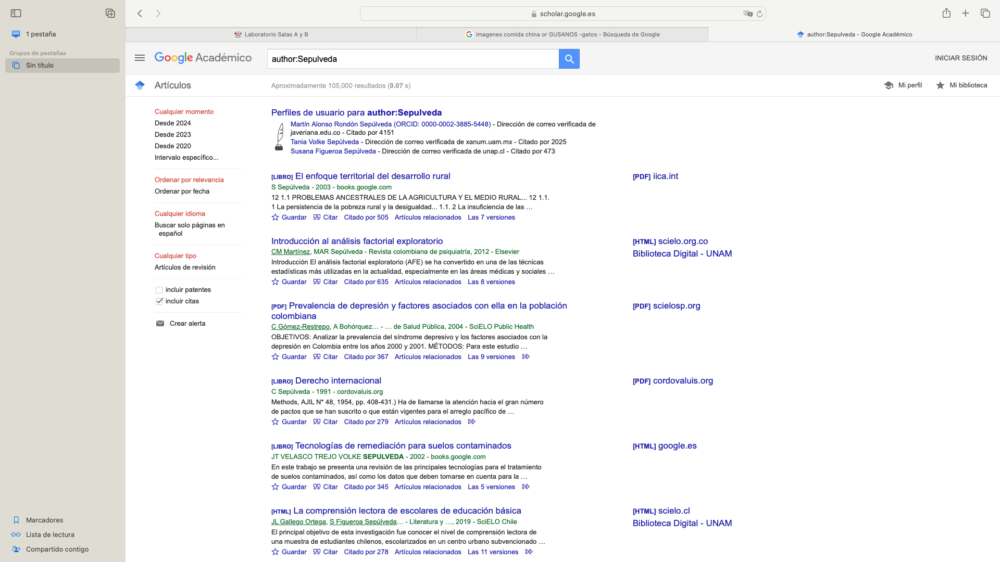 1 pestaña
Grupos de pestañas
Sin título
scholar.google.es
Laboratorio Salas A y B
imagenes comida china or GUSANOS -gatos - Búsqueda de Google
author:Sepulveda - Google Académico
Google Académico
author:Sepulveda
INICIAR SESIÓN
Artículos
Aproximadamente 105,000 resultados (0.07 s)
Mi perfil
Mi biblioteca
Cualquier momento
Desde 2024
Desde 2023
Desde 2020
Intervalo específico...
Ordenar por relevancia
Ordenar por fecha
Cualquier idioma
Buscar solo páginas en
español
Cualquier tipo
Artículos de revisión
incluir patentes
incluir citas
Crear alerta
Perfiles de usuario para author:Sepulveda
Martín Alonso Rondón Sepúlveda (ORCID: 0000-0002-3885-5448) - Dirección de correo verificada de
javeriana.edu.co - Citado por 4151
Tania Volke Sepúlveda - Dirección de correo verificada de xanum.uam.mx - Citado por 2025
Susana Figueroa Sepúlveda - Dirección de correo verificada de unap.cl - Citado por 473
[LIBRO] El enfoque territorial del desarrollo rural
S Sepúlveda - 2003 - books.google.com
12 1.1 PROBLEMAS ANCESTRALES DE LA AGRICULTURA Y EL MEDIO RURAL... 12 1.1.
1 La persistencia de la pobreza rural y la desigualdad... 1.1. 2 La insuficiencia de las …
Guardar Citar Citado por 505 Artículos relacionados Las 7 versiones
[PDF] iica.int
Introducción al análisis factorial exploratorio
CM Martínez, MAR Sepúlveda - Revista colombiana de psiquiatría, 2012 - Elsevier
Introducción El análisis factorial exploratorio (AFE) se ha convertido en una de las técnicas
estadísticas más utilizadas en la actualidad, especialmente en las áreas médicas y sociales …
Guardar Citar Citado por 635 Artículos relacionados Las 8 versiones
[HTML] scielo.org.co
Biblioteca Digital - UNAM
[PDF] Prevalencia de depresión y factores asociados con ella en la población
colombiana
C Gómez-Restrepo, A Bohórquez… - … de Salud Pública, 2004 - SciELO Public Health
OBJETIVOS: Analizar la prevalencia del síndrome depresivo y los factores asociados con la
depresión en Colombia entre los años 2000 y 2001. MÉTODOS: Para este estudio …
Guardar Citar Citado por 367 Artículos relacionados Las 9 versiones
[PDF] scielosp.org
[LIBRO] Derecho internacional
C Sepúlveda - 1991 - cordovaluis.org
Methods, AJIL N* 48, 1954, pp. 408-431.) Ha de llamarse la atención hacia el gran número
de pactos que se han suscrito o que están vigentes para el arreglo pacífico de …
Guardar Citar Citado por 279 Artículos relacionados
[PDF] cordovaluis.org
[LIBRO] Tecnologías de remediación para suelos contaminados
JT VELASCO TREJO VOLKE SEPULVEDA - 2002 - books.google.com
En este trabajo se presenta una revisión de las principales tecnologías para el tratamiento
de suelos contaminados, así como los datos que deben tomarse en cuenta para la …
Guardar Citar Citado por 345 Artículos relacionados Las 5 versiones
[HTML] google.es
[HTML] La comprensión lectora de escolares de educación básica
JL Gallego Ortega, S Figueroa Sepúlveda… - Literatura y …, 2019 - SciELO Chile
El principal objetivo de esta investigación fue conocer el nivel de comprensión lectora de
una muestra de estudiantes chilenos, escolarizados en un centro urbano subvencionado …
Guardar Citar Citado por 278 Artículos relacionados Las 11 versiones
[HTML] scielo.cl
Biblioteca Digital - UNAM
Marcadores
Lista de lectura
Compartido contigo